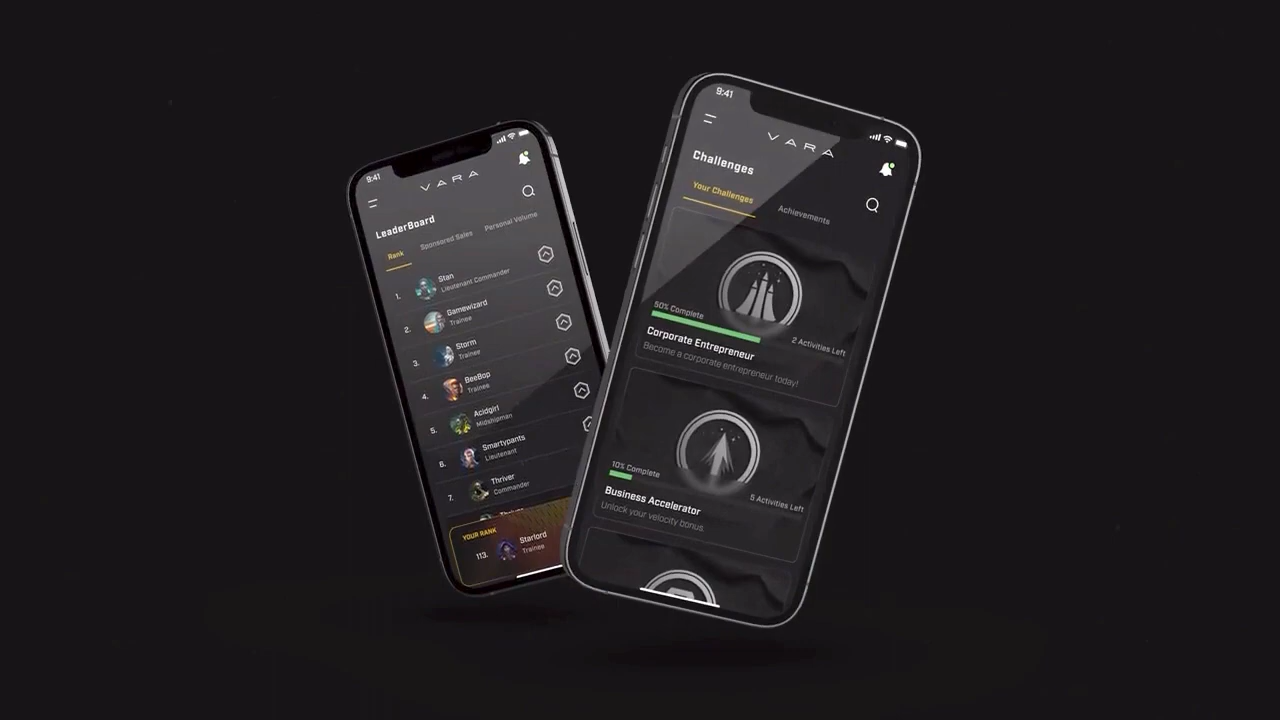 9:41
VARA
LeaderBoard
Rank Sponsored Sales Personal Volume
1. Stan
Lieutenant Commander
2. Gamewizard
Trainee
3. Storm
Trainee
4. BeeBop
Trainee
5. Acidgirl
Midshipman
6. Smartypants
Lieutenant
7. Thriver
Commander
YOUR RANK
113. Starlord
Trainee
9:41
VARA
Challenges
Your Challenges Achievements
50% Complete
2 Activities Left
Corporate Entrepreneur
Become a corporate entrepreneur today!
10% Complete
5 Activities Left
Business Accelerator
Unlock your velocity bonus.